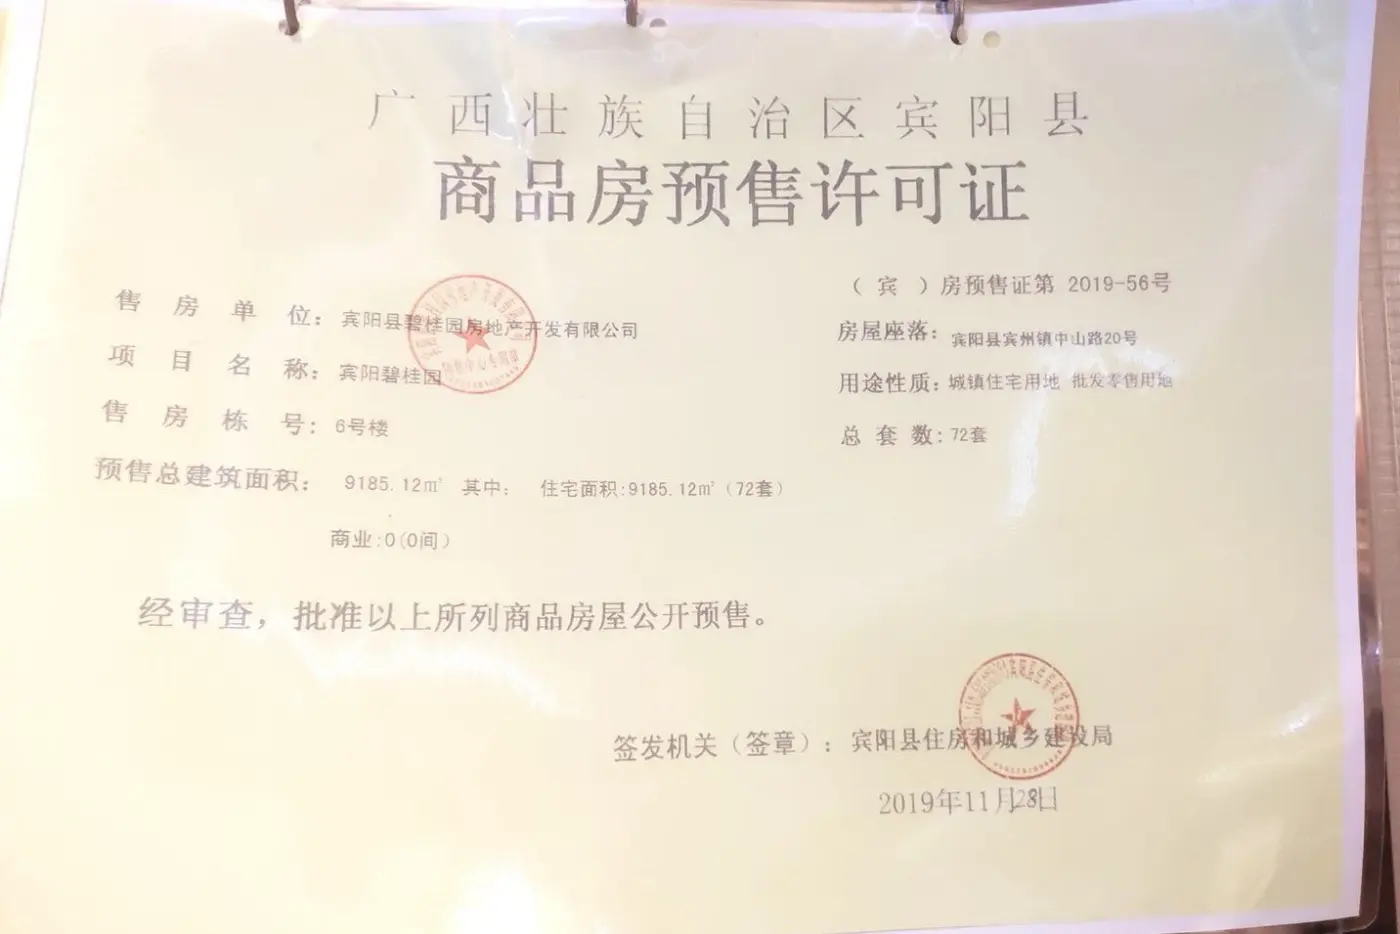 广西壮族自治区宾阳县
商品房预售许可证
（宾）房预售证第 2019-56号
售房单位：宾阳县碧桂园房地产开发有限公司
房屋座落：宾阳县宾州镇中山路20号
项目名称：宾阳碧桂园
用途性质：城镇住宅用地 批发零售用地
售房栋号：6号楼
总套数：72套
预售总建筑面积： 9185.12㎡ 其中： 住宅面积:9185.12㎡（72套）
商业:0(0间）
经审查，批准以上所列商品房屋公开预售。
签发机关（签章）：宾阳县住房和城乡建设局
2019年11月28日